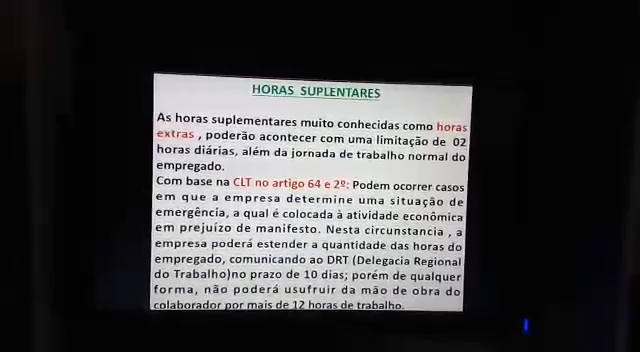 HORAS SUPLENTARES
As horas suplementares muito conhecidas como horas
extras , poderão acontecer com uma limitação de 02
horas diárias, além da jornada de trabalho normal do
empregado.
Com base na CLT no artigo 64 e 2º: Podem ocorrer casos
em que a empresa determine uma situação de
emergência, a qual é colocada à atividade econômica
em prejuízo de manifesto. Nesta circunstancia , a
empresa poderá estender a quantidade das horas do
empregado, comunicando ao DRT (Delegacia Regional
do Trabalho)no prazo de 10 dias; porém de qualquer
forma, não poderá usufruir da mão de obra do
colaborador por mais de 12 horas de trabalho.